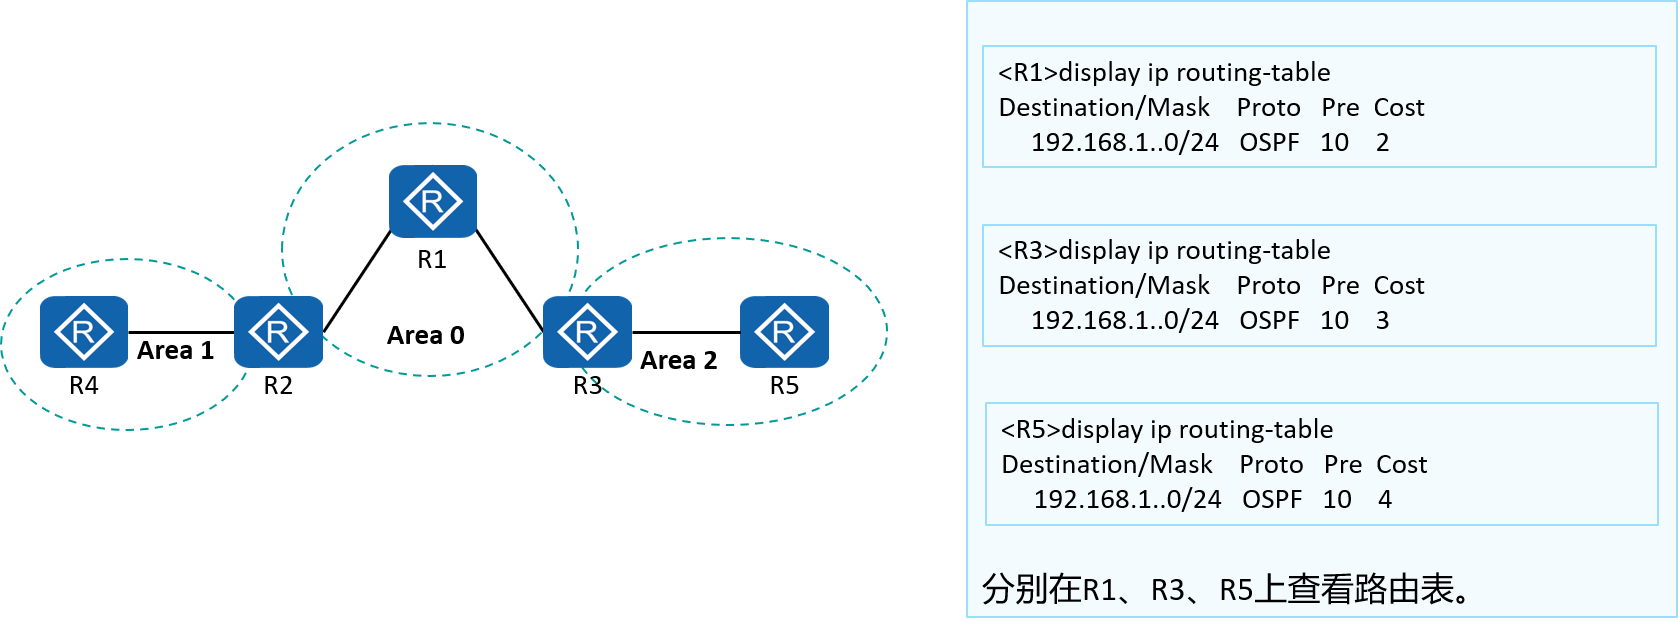 R
R1
R
R
R
R
Area 1
Area 0
Area 2
R4
R2
R3
R5
<R1>display ip routing-table
Destination/Mask Proto Pre Cost
192.168.1..0/24 OSPF 10 2
<R3>display ip routing-table
Destination/Mask Proto Pre Cost
192.168.1..0/24 OSPF 10 3
<R5>display ip routing-table
Destination/Mask Proto Pre Cost
192.168.1..0/24 OSPF 10 4
分别在R1、R3、R5上查看路由表。